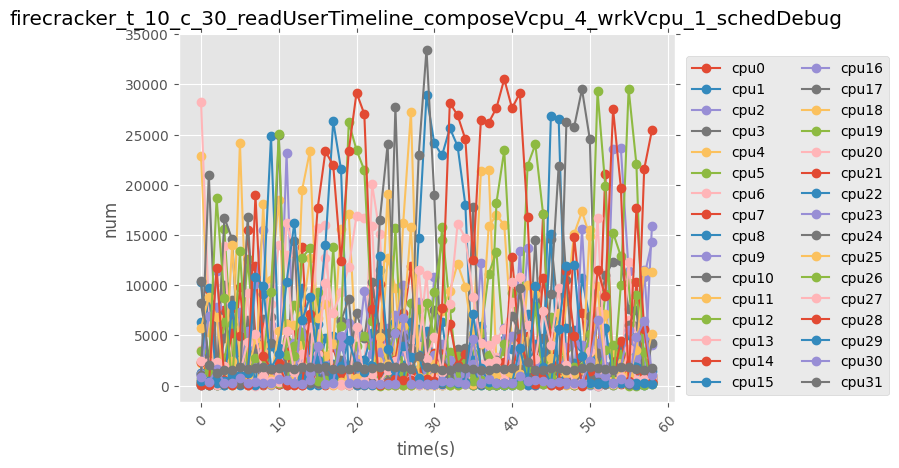 firecracker_t_10_c_30_readUserTimeline_composeVcpu_4_wrkVcpu_1_schedDebug
35000
30000
25000
20000
15000
10000
5000
0
num
0
10
20
30
40
50
60
time(s)
cpu0
cpu1
cpu2
cpu3
cpu4
cpu5
cpu6
cpu7
cpu8
cpu9
cpu10
cpu11
cpu12
cpu13
cpu14
cpu15
cpu16
cpu17
cpu18
cpu19
cpu20
cpu21
cpu22
cpu23
cpu24
cpu25
cpu26
cpu27
cpu28
cpu29
cpu30
cpu31